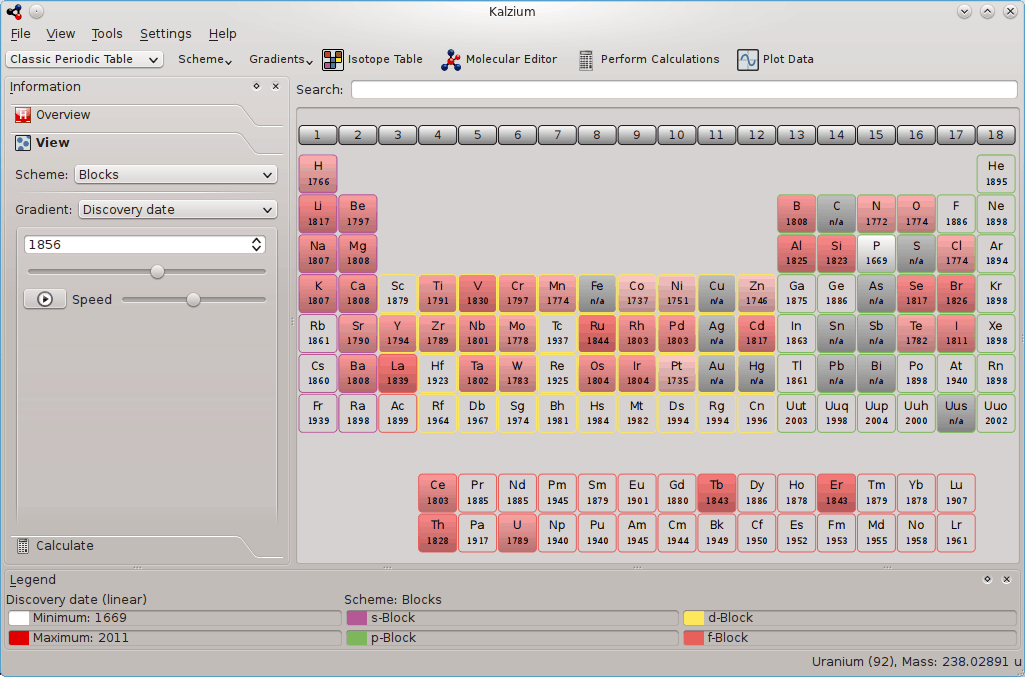 Kalzium
File View Tools Settings Help
Classic Periodic Table Scheme Gradients Isotope Table Molecular Editor Perform Calculations Plot Data
Information
Search:
Overview
View
Scheme: Blocks
Gradient: Discovery date
1856
Speed
Calculate
1 2 3 4 5 6 7 8 9 10 11 12 13 14 15 16 17 18
H He
1766 1895
Li Be B C N O F Ne
1817 1797 1808 n/a 1772 1774 1886 1898
Na Mg Al Si P S Cl Ar
1807 1808 1825 1823 1669 n/a 1774 1894
K Ca Sc Ti V Cr Mn Fe Co Ni Cu Zn Ga Ge As Se Br Kr
1807 1808 1879 1791 1830 1797 1774 n/a 1737 1751 n/a 1746 1875 1886 n/a 1817 1826 1898
Rb Sr Y Zr Nb Mo Tc Ru Rh Pd Ag Cd In Sn Sb Te I Xe
1861 1790 1794 1789 1801 1778 1937 1844 1803 1803 n/a 1817 1863 n/a n/a 1782 1811 1898
Cs Ba La Hf Ta W Re Os Ir Pt Au Hg Tl Pb Bi Po At Rn
1860 1808 1839 1923 1802 1783 1925 1804 1804 1735 n/a n/a 1861 n/a n/a 1898 1940 1898
Fr Ra Ac Rf Db Sg Bh Hs Mt Ds Rg Cn Uut Uuq Uup Uuh Uus Uuo
1939 1898 1899 1964 1967 1974 1981 1984 1982 1994 1994 1996 2003 1998 2004 2000 n/a 2002
Ce Pr Nd Pm Sm Eu Gd Tb Dy Ho Er Tm Yb Lu
1803 1885 1885 1945 1879 1901 1880 1843 1886 1878 1843 1879 1878 1907
Th Pa U Np Pu Am Cm Bk Cf Es Fm Md No Lr
1828 1917 1789 1940 1940 1945 1944 1949 1950 1952 1953 1955 1958 1961
Legend
Discovery date (linear) Scheme: Blocks
Minimum: 1669 s-Block d-Block
Maximum: 2011 p-Block f-Block
Uranium (92), Mass: 238.02891 u